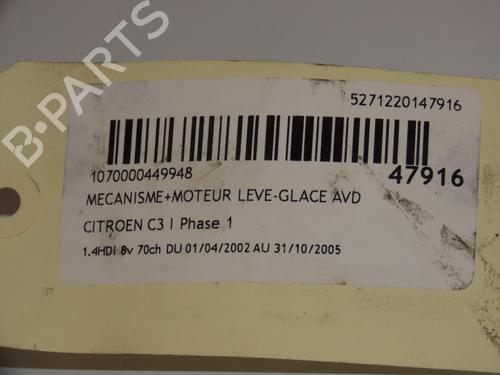 B-PARTS
5271220147916
1070000449948
47916
MECANISME+MOTEUR LEVE-GLACE AVD
CITROEN C3 I Phase 1
1.4HDI 8v 70ch DU 01/04/2002 AU 31/10/2005